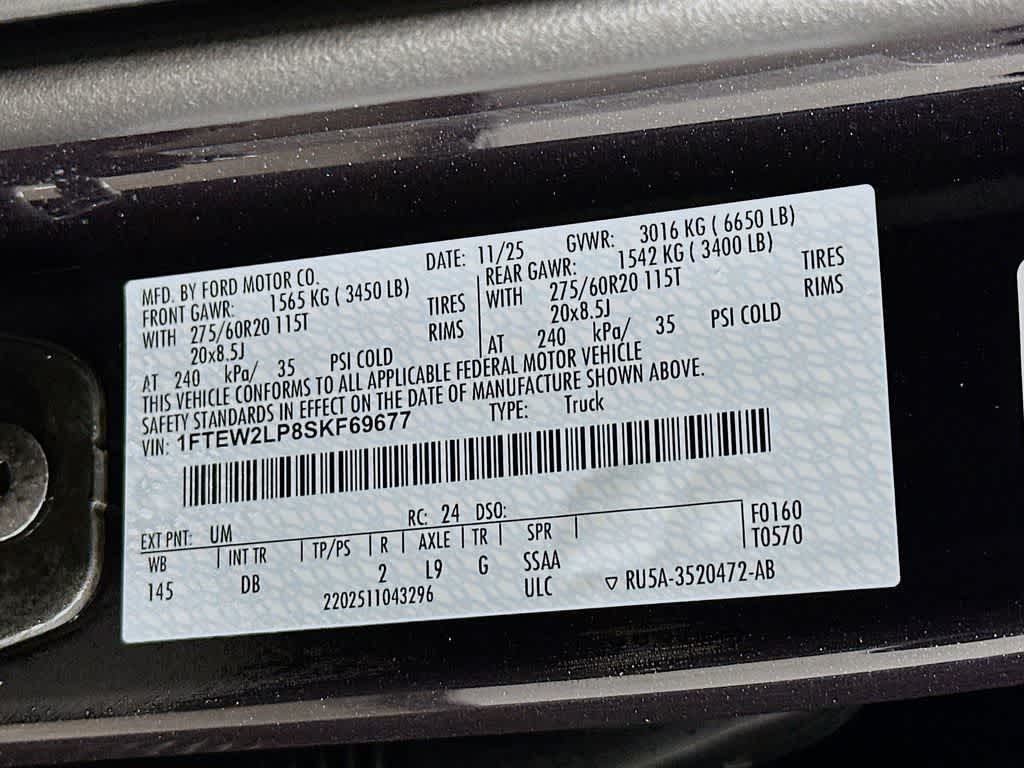 MFD. BY FORD MOTOR CO. DATE: 11/25 GVWR: 3016 KG ( 6650 LB)
FRONT GAWR: 1565 KG ( 3450 LB) REAR GAWR: 1542 KG ( 3400 LB)
WITH 275/60R20 115T TIRES WITH 275/60R20 115T TIRES
20x8.5J RIMS 20x8.5J RIMS
AT 240 kPa/ 35 PSI COLD AT 240 kPa/ 35 PSI COLD
THIS VEHICLE CONFORMS TO ALL APPLICABLE FEDERAL MOTOR VEHICLE
SAFETY STANDARDS IN EFFECT ON THE DATE OF MANUFACTURE SHOWN ABOVE.
VIN: 1FTEW2LP8SKF69677 TYPE: Truck
EXT PNT: UM RC: 24 DSO: F0160
WB INT TR TP/PS R AXLE TR SPR T0570
145 DB 2 L9 G SSAA
2202511043296 ULC ▽ RU5A-3520472-AB